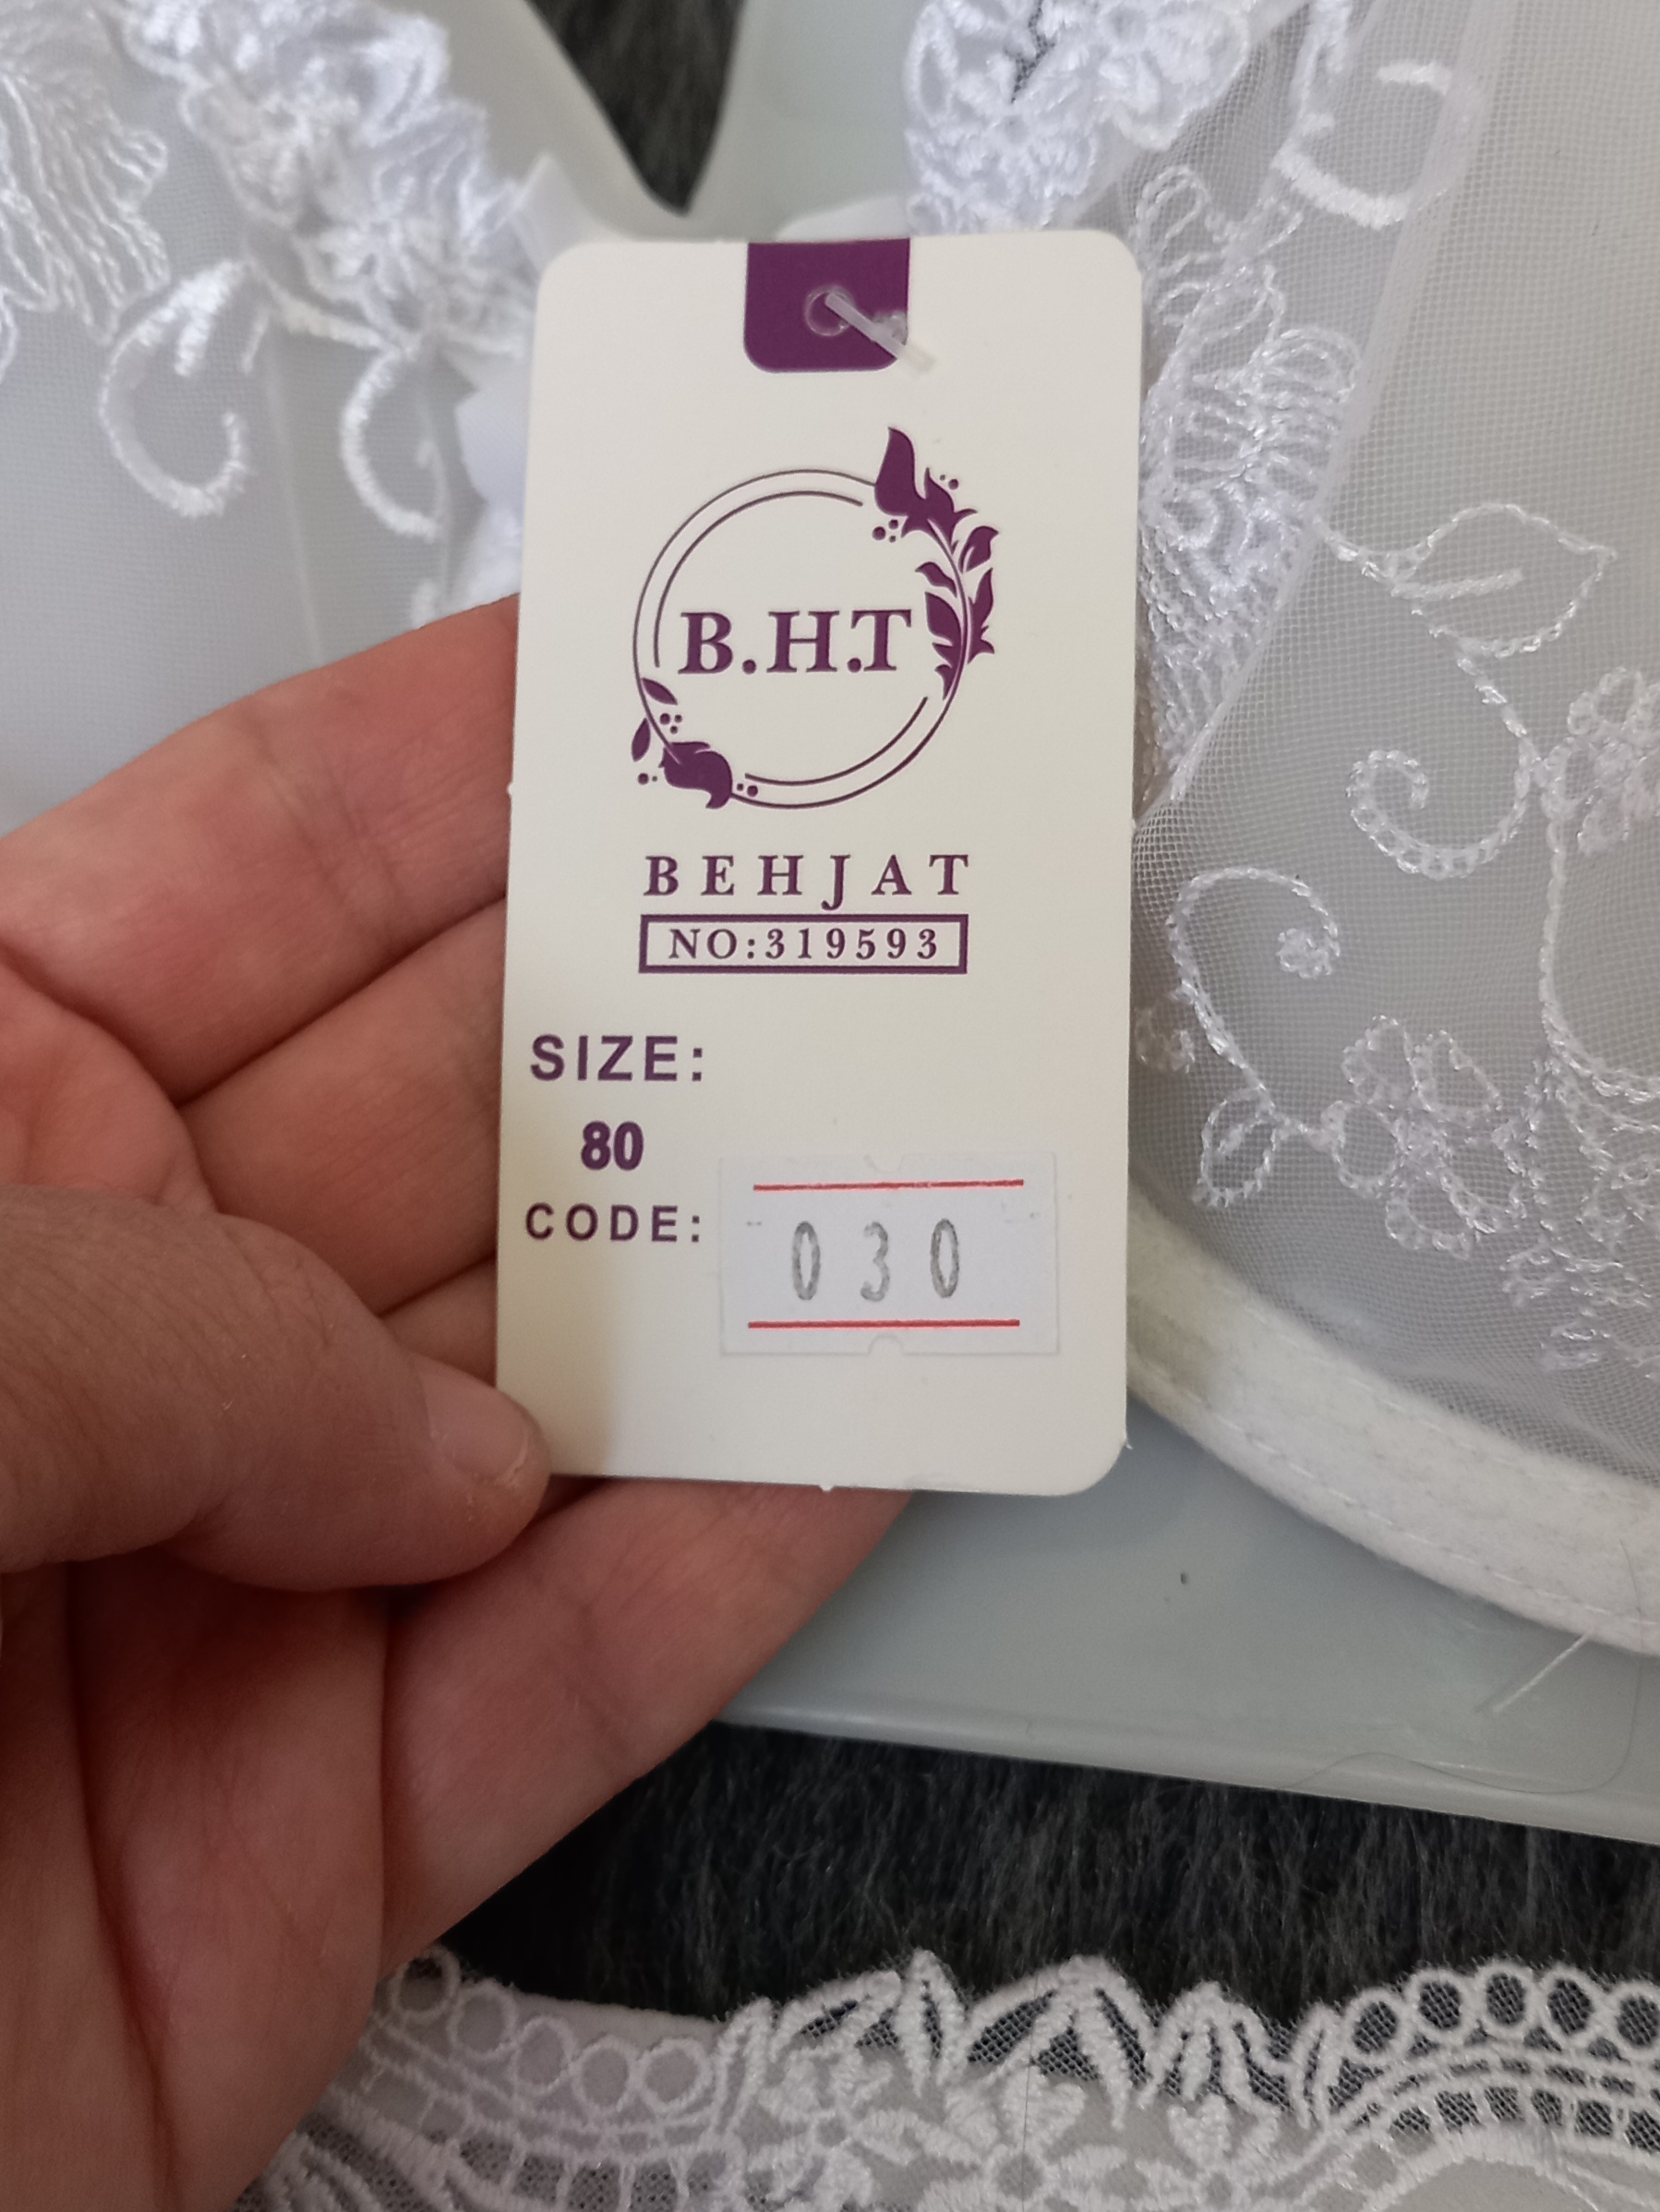 B.H.T
BEHJAT
NO:319593
SIZE:
80
CODE:
030